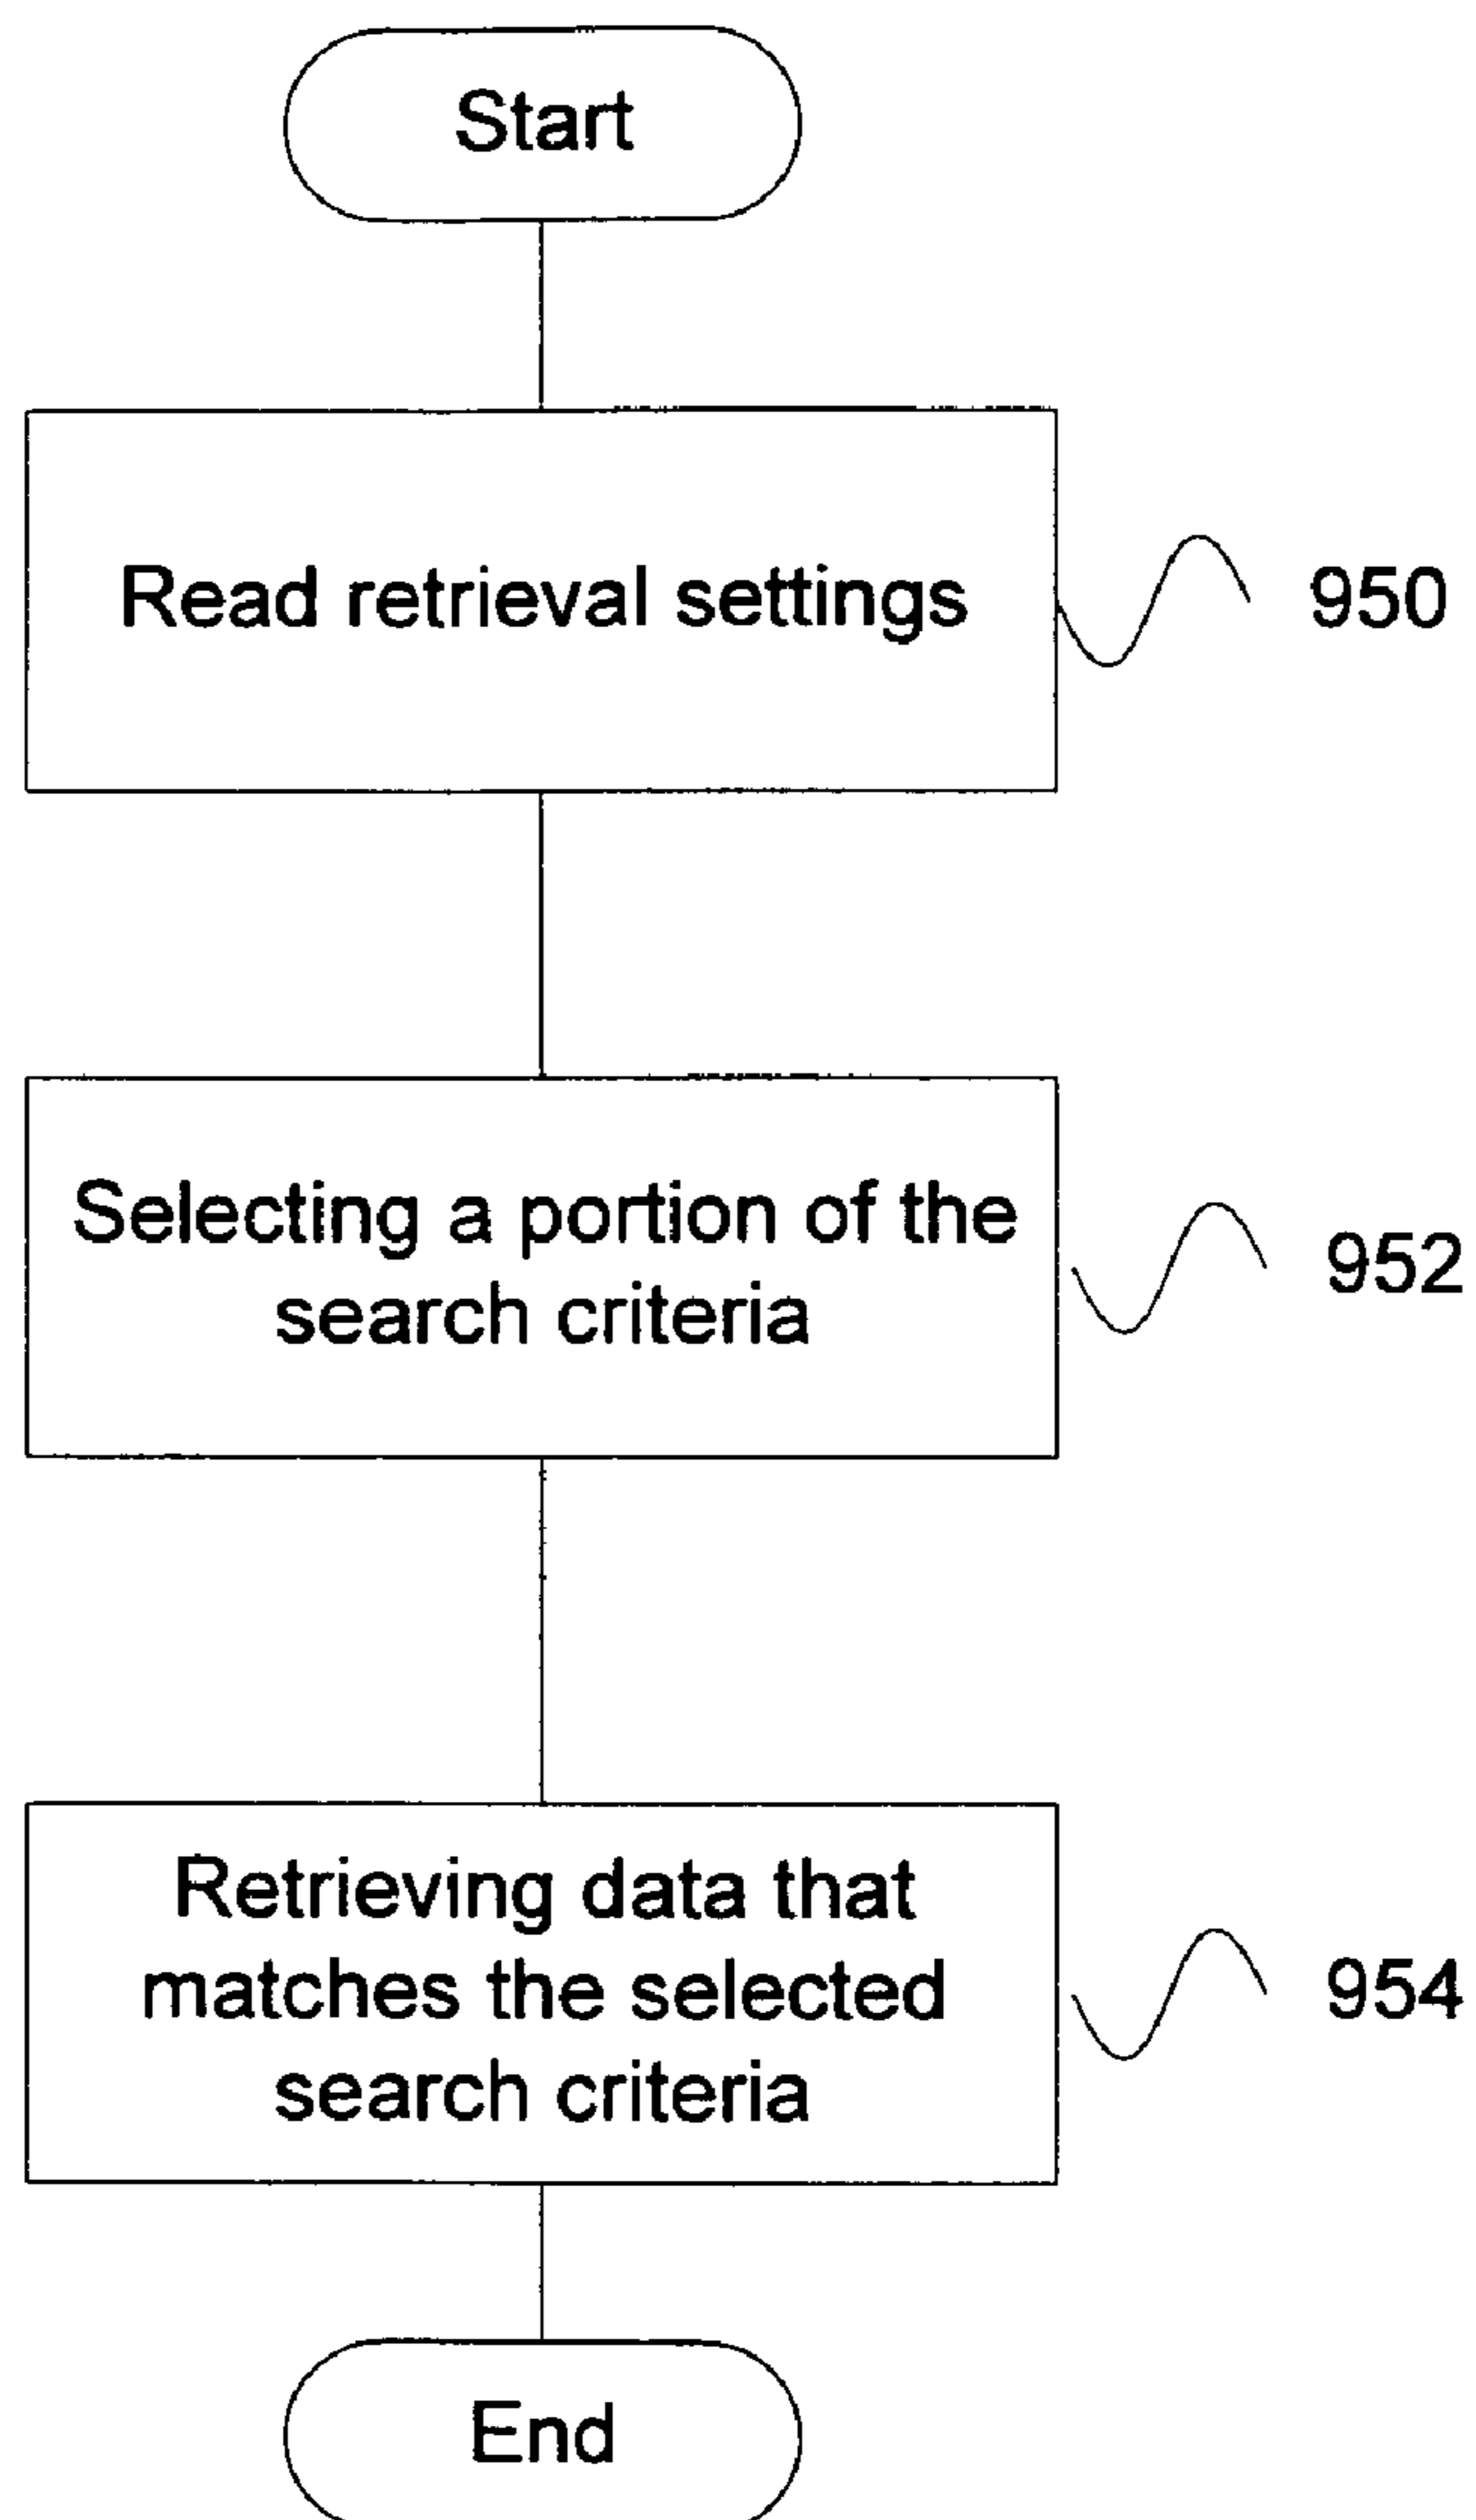 Start
Read retrieval settings
950
Selecting a portion of the
search criteria
952
Retrieving data that
matches the selected
search criteria
954
End